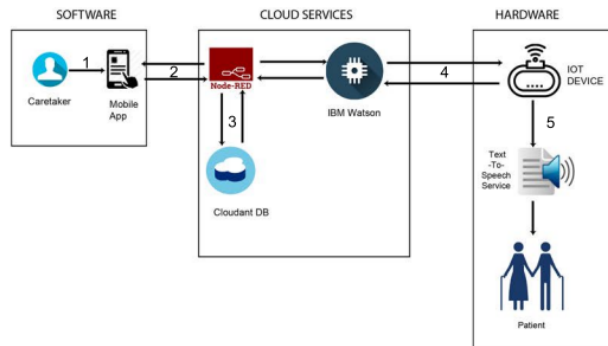 SOFTWARE
CLOUD SERVICES
HARDWARE
1
2
4
Caretaker
Mobile
App
Node-RED
IBM Watson
IOT
DEVICE
3
5
Text
-To-
Speech
Service
Cloudant DB
Patient